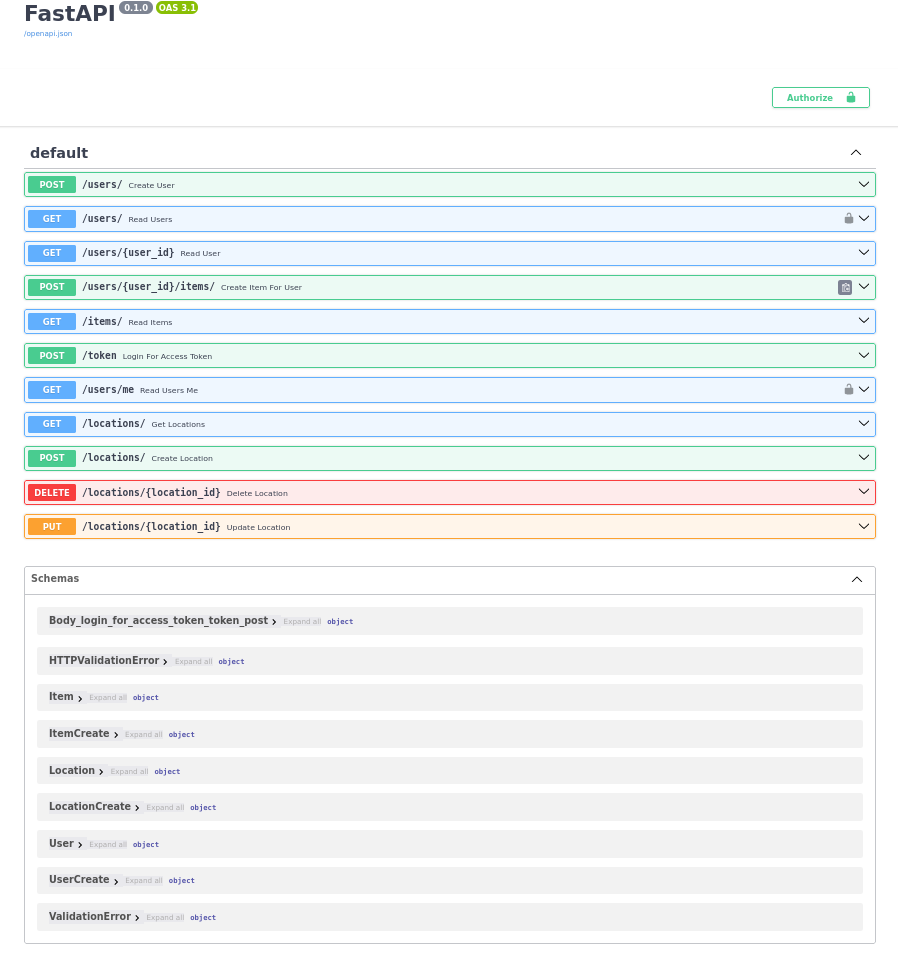 FastAPI 0.1.0 OAS 3.1
/openapi.json
Authorize
default
POST /users/ Create User
GET /users/ Read Users
GET /users/{user_id} Read User
POST /users/{user_id}/items/ Create Item For User
GET /items/ Read Items
POST /token Login For Access Token
GET /users/me Read Users Me
GET /locations/ Get Locations
POST /locations/ Create Location
DELETE /locations/{location_id} Delete Location
PUT /locations/{location_id} Update Location
Schemas
Body_login_for_access_token_token_post Expand all object
HTTPValidationError Expand all object
Item Expand all object
ItemCreate Expand all object
Location Expand all object
LocationCreate Expand all object
User Expand all object
UserCreate Expand all object
ValidationError Expand all object